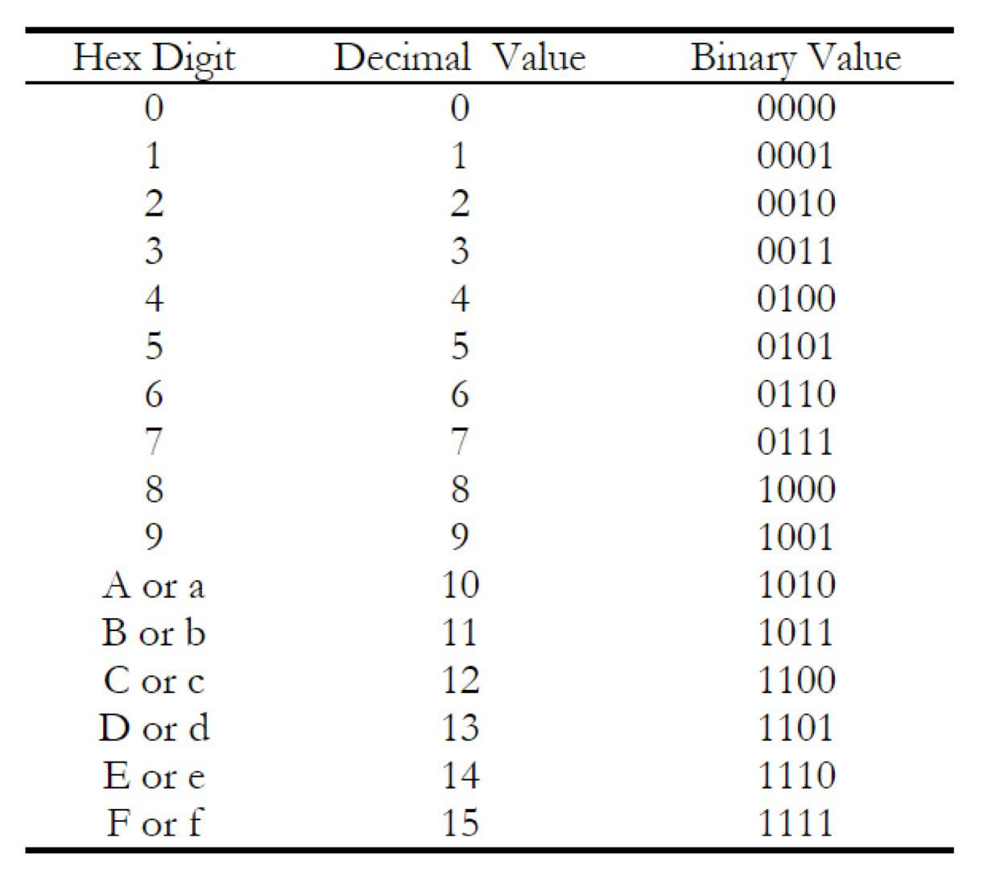 Hex Digit Decimal Value Binary Value
0 0 0000
1 1 0001
2 2 0010
3 3 0011
4 4 0100
5 5 0101
6 6 0110
7 7 0111
8 8 1000
9 9 1001
A or a 10 1010
B or b 11 1011
C or c 12 1100
D or d 13 1101
E or e 14 1110
F or f 15 1111